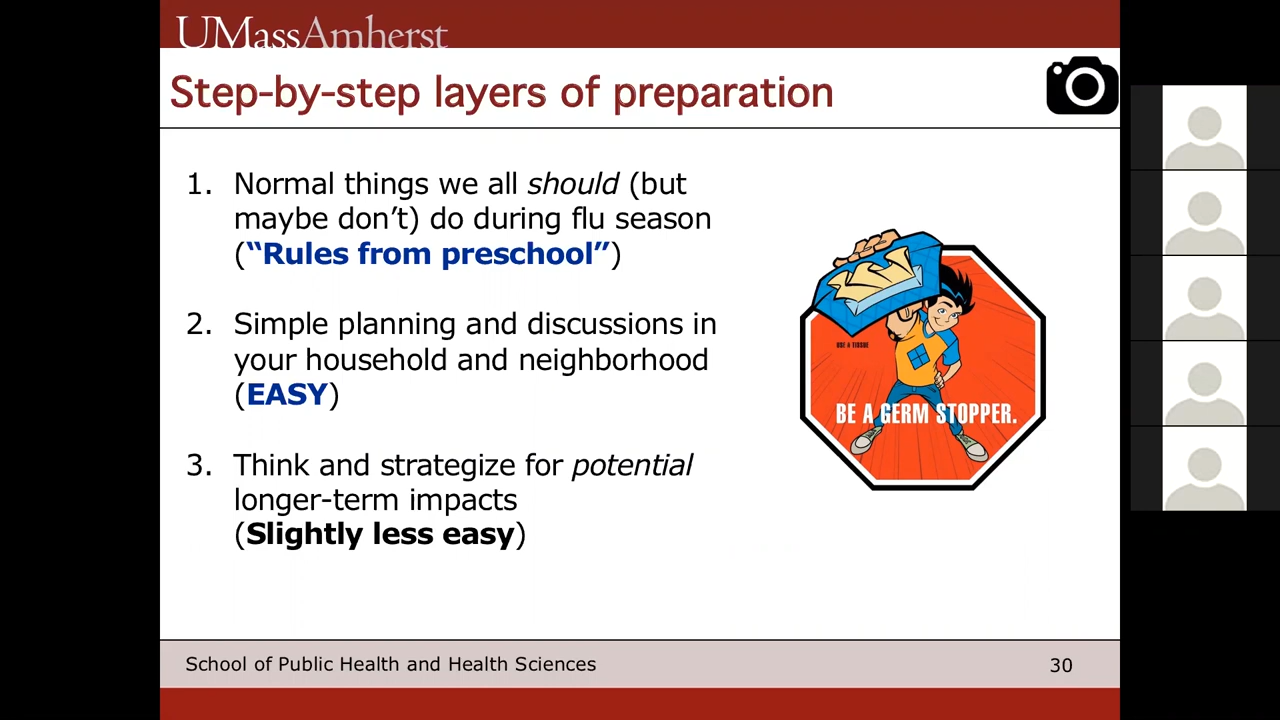 UMassAmherst
Step-by-step layers of preparation
1. Normal things we all should (but
maybe don’t) do during flu season
(“Rules from preschool”)
2. Simple planning and discussions in
your household and neighborhood
(EASY)
3. Think and strategize for potential
longer-term impacts
(Slightly less easy)
USE A TISSUE
BE A GERM STOPPER.
School of Public Health and Health Sciences
30